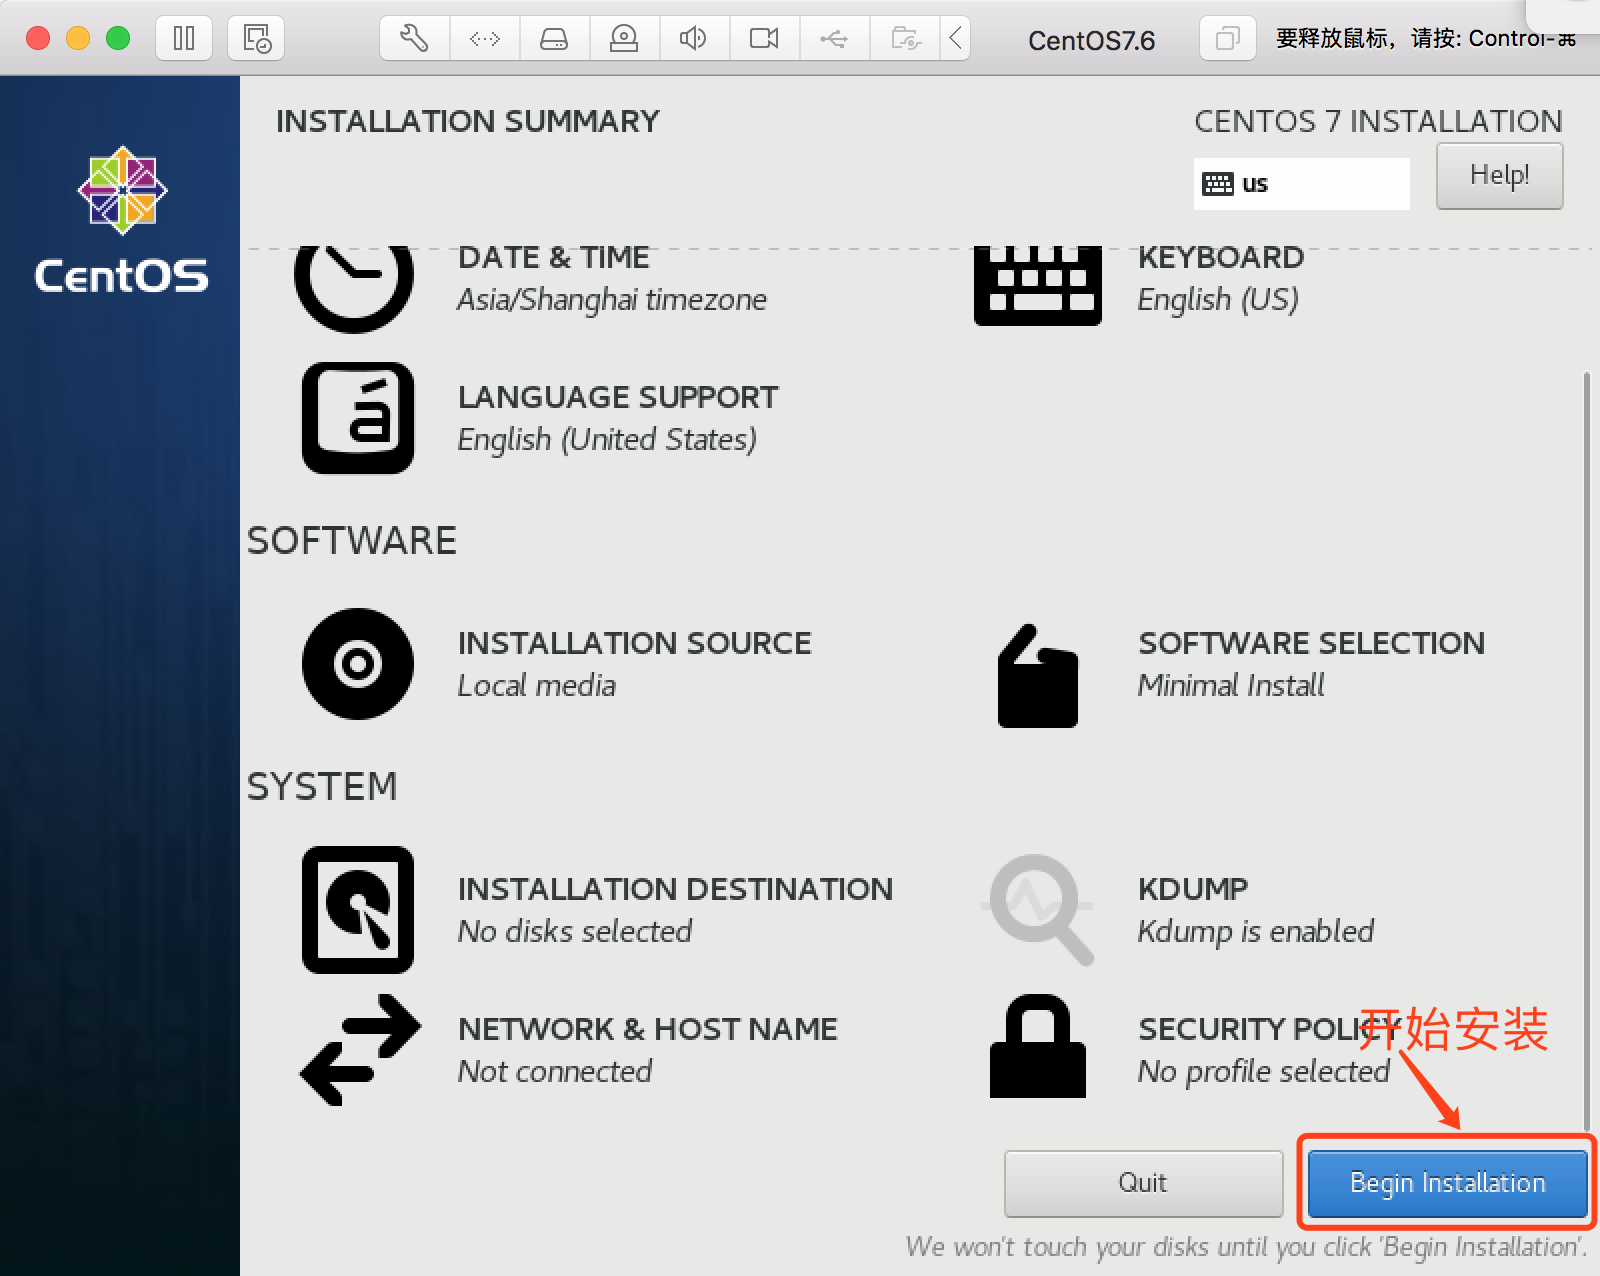 CentOS7.6
要释放鼠标，请按: Control-⌘
INSTALLATION SUMMARY
CENTOS 7 INSTALLATION
us
Help!
CentOS
DATE & TIME
Asia/Shanghai timezone
KEYBOARD
English (US)
LANGUAGE SUPPORT
English (United States)
SOFTWARE
INSTALLATION SOURCE
Local media
SOFTWARE SELECTION
Minimal Install
SYSTEM
INSTALLATION DESTINATION
No disks selected
KDUMP
Kdump is enabled
NETWORK & HOST NAME
Not connected
SECURITY POLICY
No profile selected
开始安装
Quit
Begin Installation
We won't touch your disks until you click 'Begin Installation'.